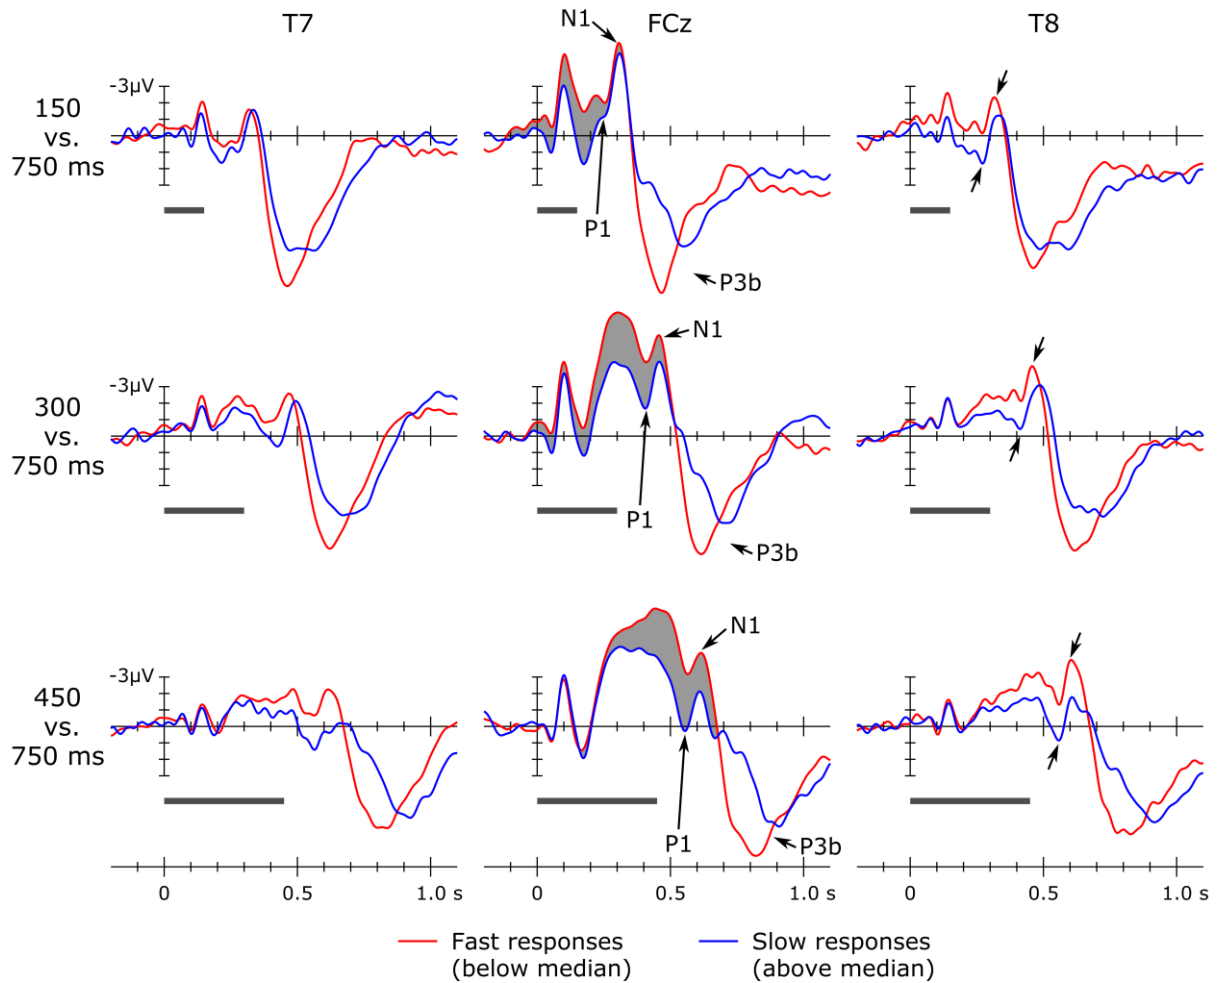 T7
FCz
T8
N1
-3μV
150
vs.
750 ms
P1
P3b
N1
-3μV
300
vs.
750 ms
P1
P3b
N1
-3μV
450
vs.
750 ms
P1
P3b
0 0.5 1.0 s
0 0.5 1.0 s
0 0.5 1.0 s
Fast responses
(below median)
Slow responses
(above median)